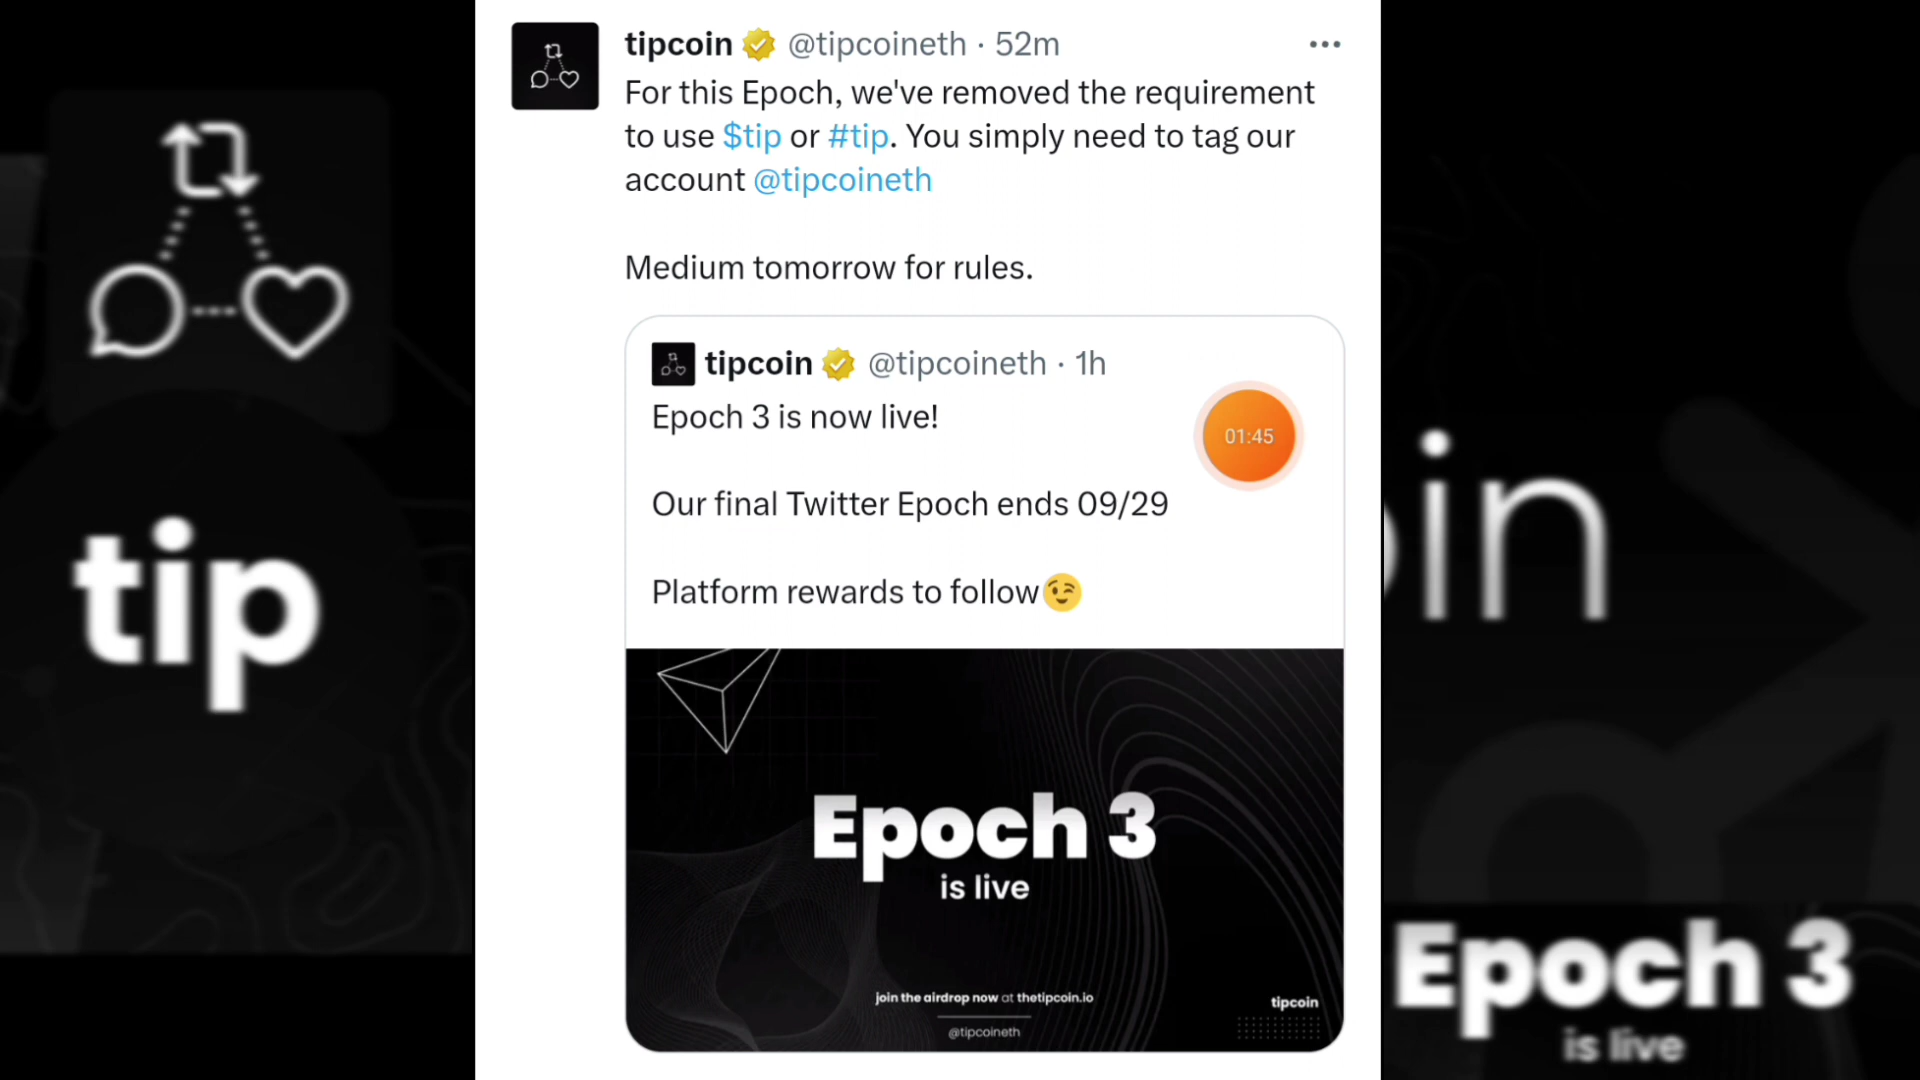 tipcoin @tipcoineth · 52m
For this Epoch, we've removed the requirement
to use $tip or #tip. You simply need to tag our
account @tipcoineth
Medium tomorrow for rules.
tipcoin @tipcoineth · 1h
Epoch 3 is now live!
01:45
Our final Twitter Epoch ends 09/29
Platform rewards to follow😉
Epoch 3
is live
join the airdrop now at thetipcoin.io
tipcoin
@tipcoineth
tip
in
Epoch 3
is live